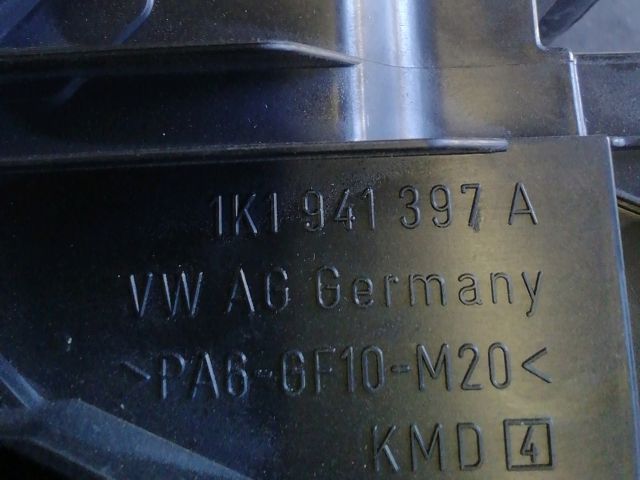 1K1 941 397 A
VW AG Germany
>PA6-GF10-M20<
KMD 4